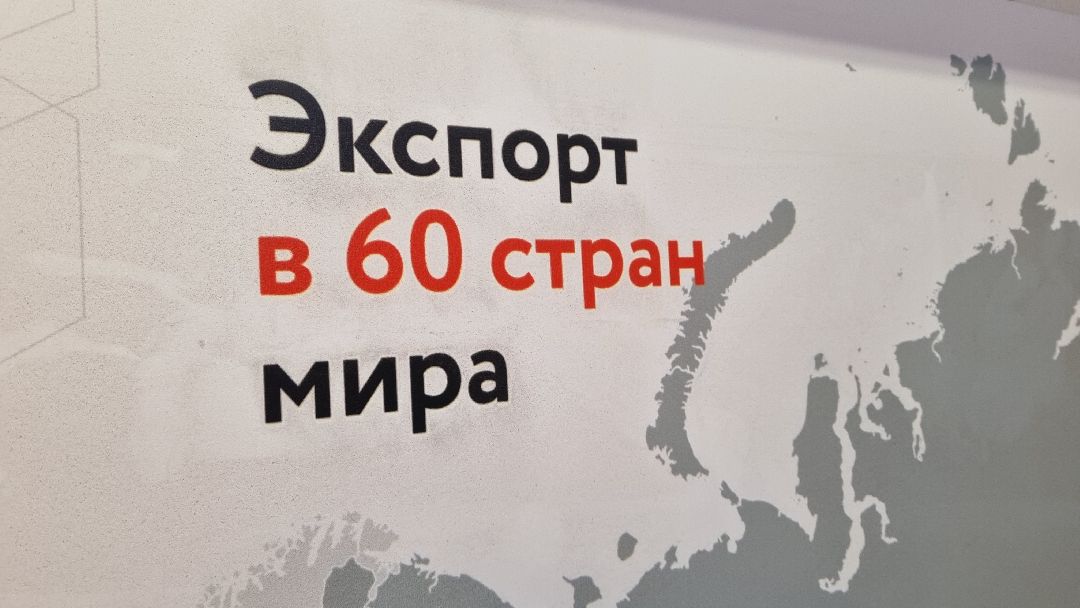 Экспорт
в 60 стран
мира